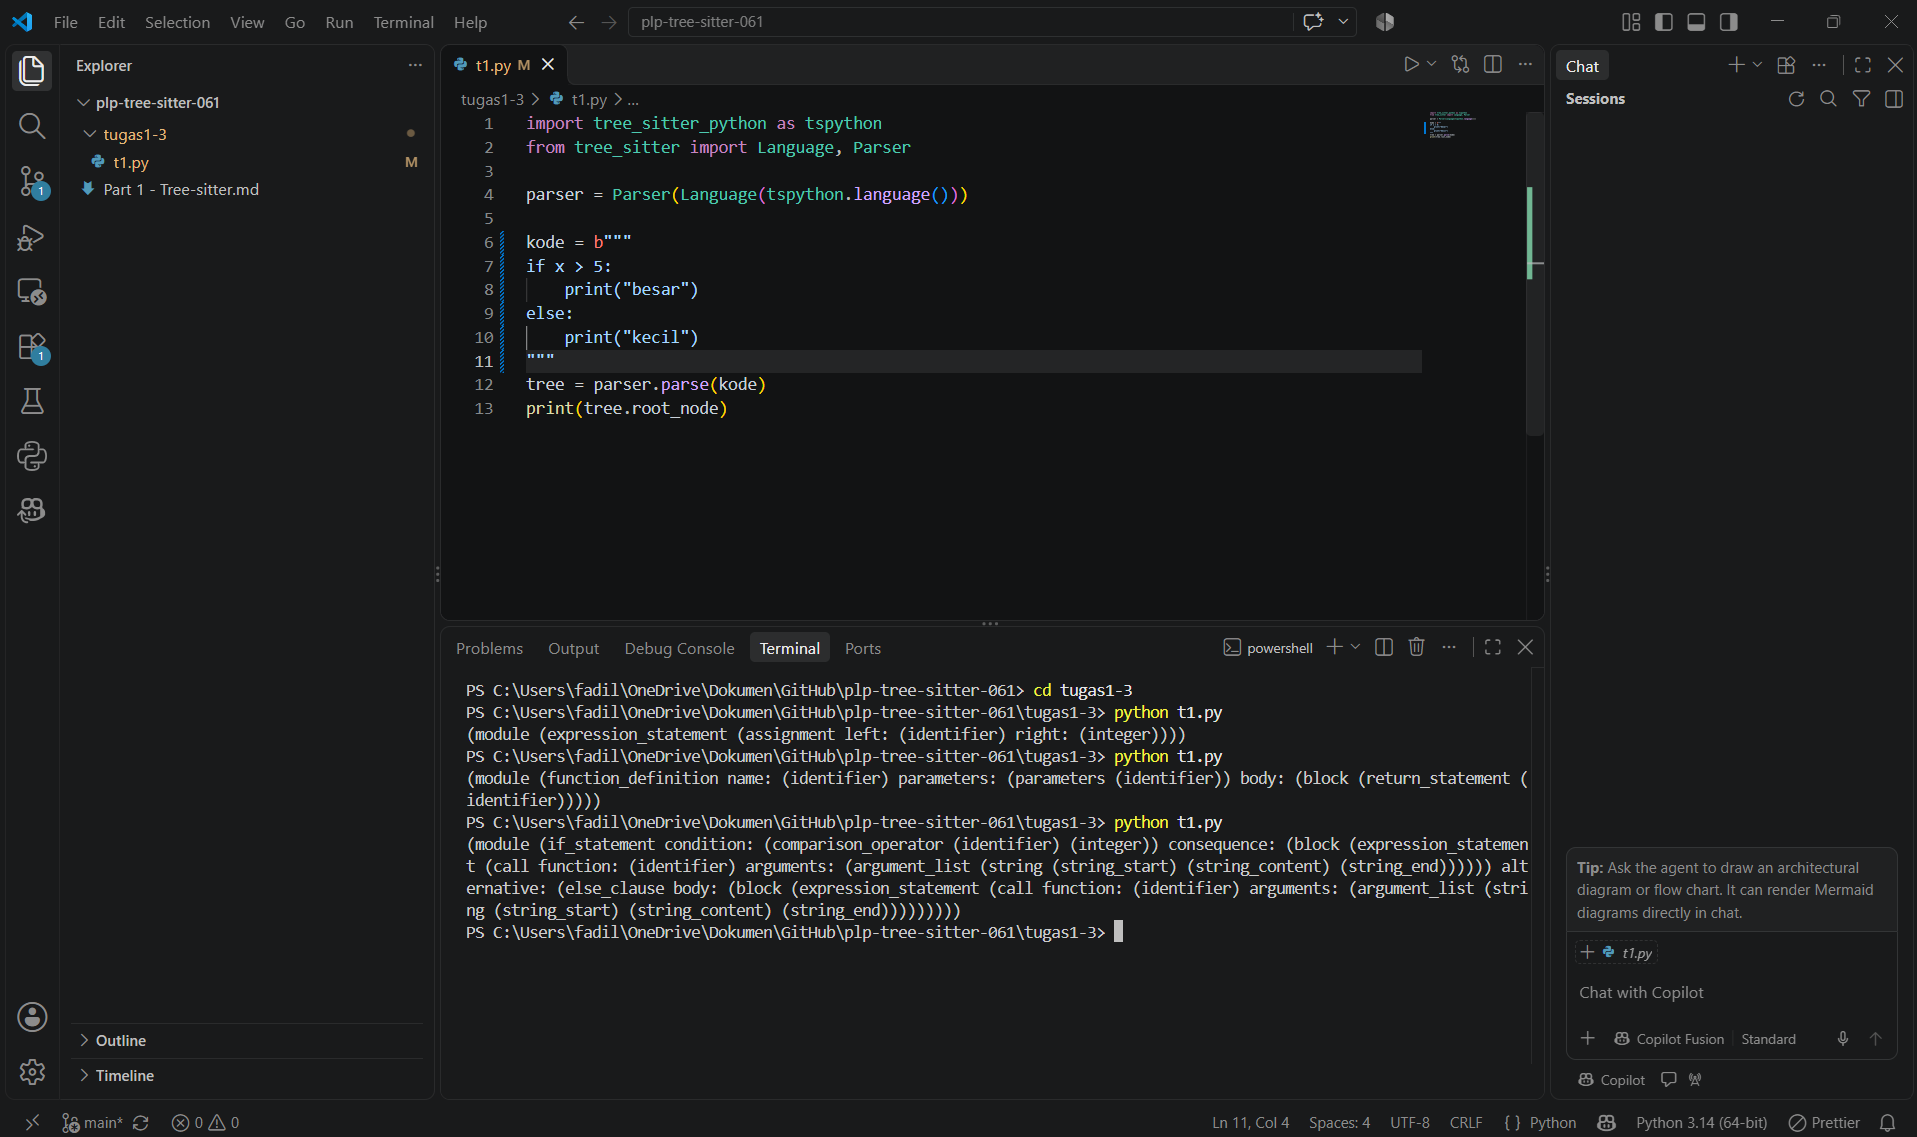 File Edit Selection View Go Run Terminal Help
plp-tree-sitter-061
Explorer
plp-tree-sitter-061
tugas1-3
t1.py M
Part 1 - Tree-sitter.md
1
1
Outline
Timeline
t1.py M
tugas1-3 > t1.py > ...
1 import tree_sitter_python as tspython
2 from tree_sitter import Language, Parser
3
4 parser = Parser(Language(tspython.language()))
5
6 kode = b"""
7 if x > 5:
8     print("besar")
9 else:
10     print("kecil")
11 """
12 tree = parser.parse(kode)
13 print(tree.root_node)
Problems Output Debug Console Terminal Ports
powershell
PS C:\Users\fadil\OneDrive\Dokumen\GitHub\plp-tree-sitter-061> cd tugas1-3
PS C:\Users\fadil\OneDrive\Dokumen\GitHub\plp-tree-sitter-061\tugas1-3> python t1.py
(module (expression_statement (assignment left: (identifier) right: (integer))))
PS C:\Users\fadil\OneDrive\Dokumen\GitHub\plp-tree-sitter-061\tugas1-3> python t1.py
(module (function_definition name: (identifier) parameters: (parameters (identifier)) body: (block (return_statement (
identifier)))))
PS C:\Users\fadil\OneDrive\Dokumen\GitHub\plp-tree-sitter-061\tugas1-3> python t1.py
(module (if_statement condition: (comparison_operator (identifier) (integer)) consequence: (block (expression_statemen
t (call function: (identifier) arguments: (argument_list (string (string_start) (string_content) (string_end)))))) alt
ernative: (else_clause body: (block (expression_statement (call function: (identifier) arguments: (argument_list (stri
ng (string_start) (string_content) (string_end)))))))))
PS C:\Users\fadil\OneDrive\Dokumen\GitHub\plp-tree-sitter-061\tugas1-3>
Chat
Sessions
Tip: Ask the agent to draw an architectural
diagram or flow chart. It can render Mermaid
diagrams directly in chat.
t1.py
Chat with Copilot
Copilot Fusion Standard
Copilot
main* 0 0 Ln 11, Col 4 Spaces: 4 UTF-8 CRLF { } Python Python 3.14 (64-bit) Prettier